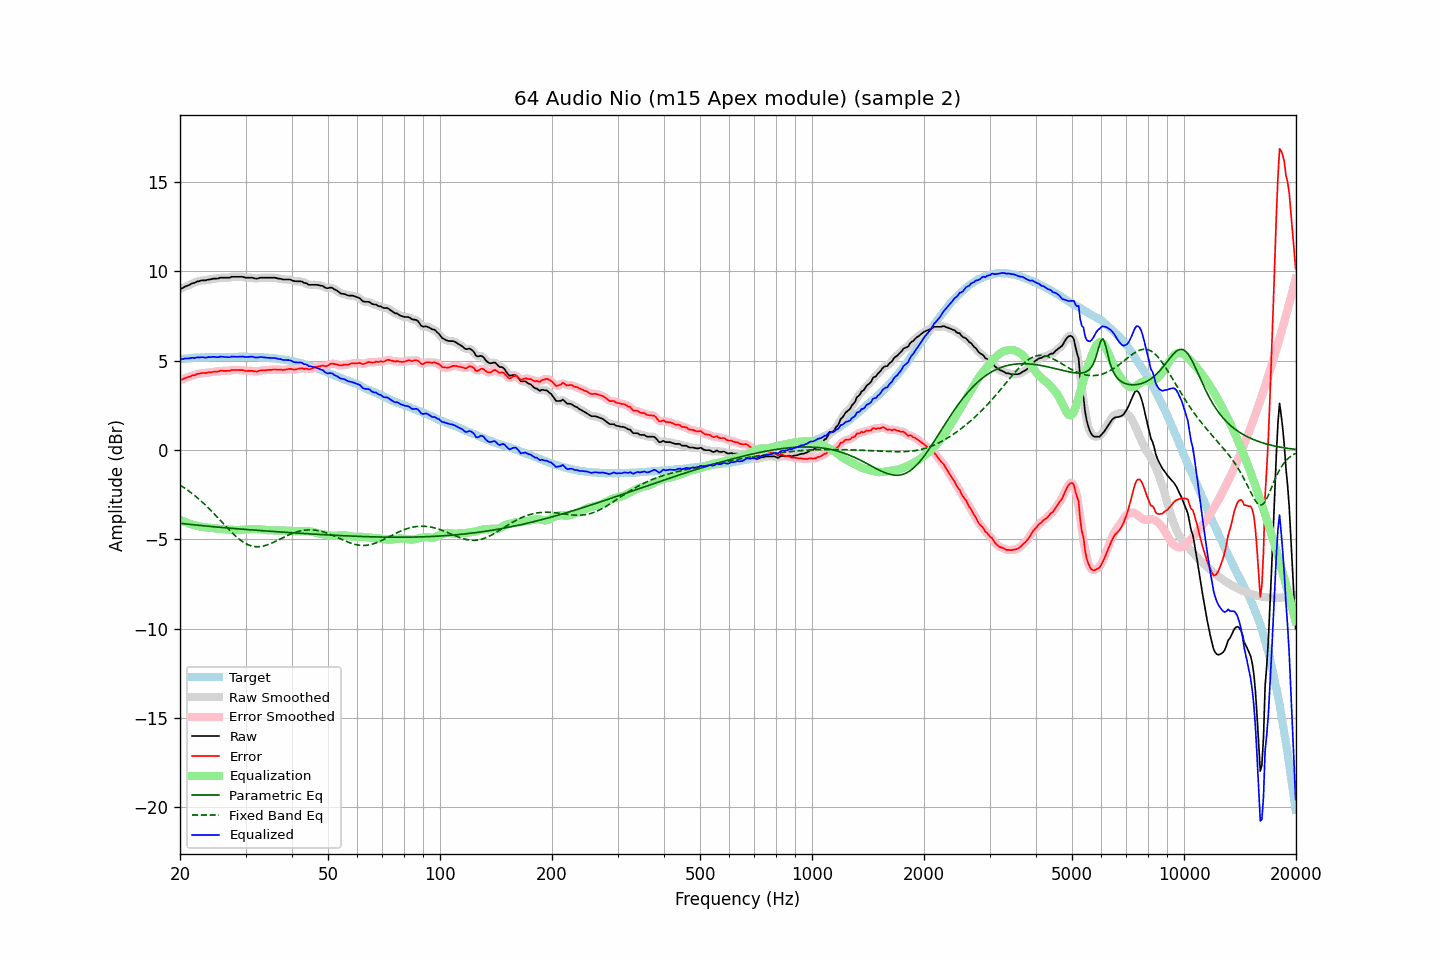 64 Audio Nio (m15 Apex module) (sample 2)
Amplitude (dBr)
15
10
5
0
−5
−10
−15
−20
Target
Raw Smoothed
Error Smoothed
Raw
Error
Equalization
Parametric Eq
Fixed Band Eq
Equalized
20 50 100 200 500 1000 2000 5000 10000 20000
Frequency (Hz)